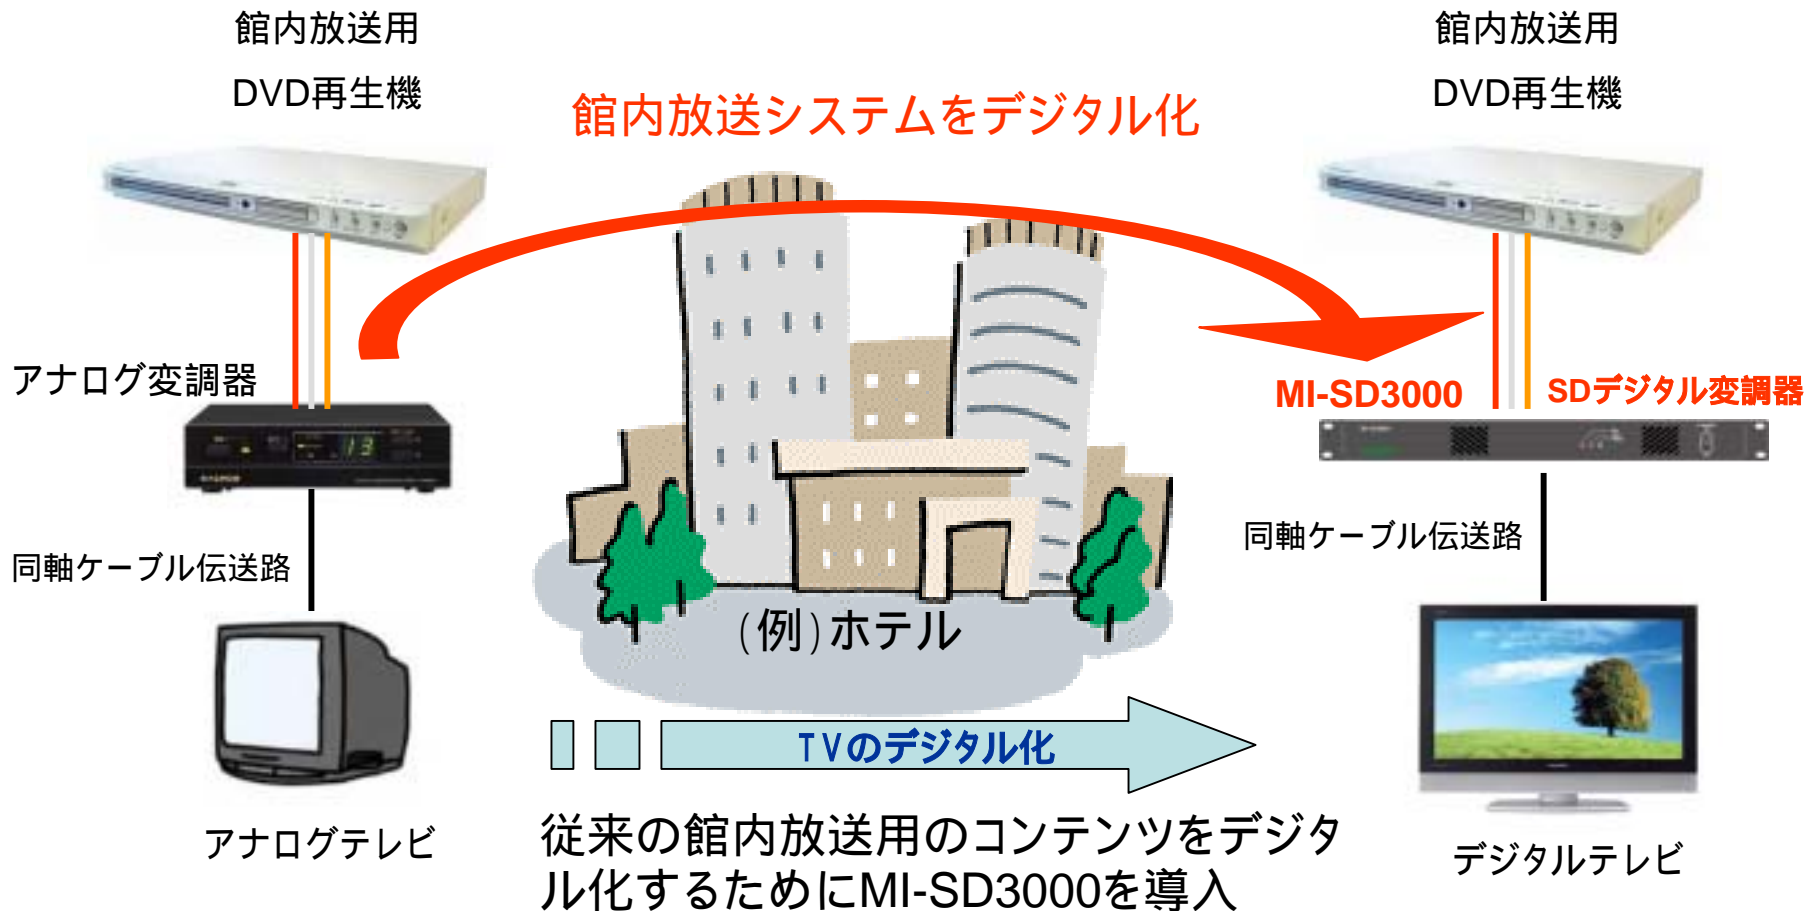 館内放送用
DVD再生機
館内放送用
DVD再生機
館内放送システムをデジタル化
アナログ変調器
13
MI-SD3000
SDデジタル変調器
同軸ケーブル伝送路
同軸ケーブル伝送路
(例)ホテル
TVのデジタル化
アナログテレビ
デジタルテレビ
従来の館内放送用のコンテンツをデジタ
ル化するためにMI-SD3000を導入